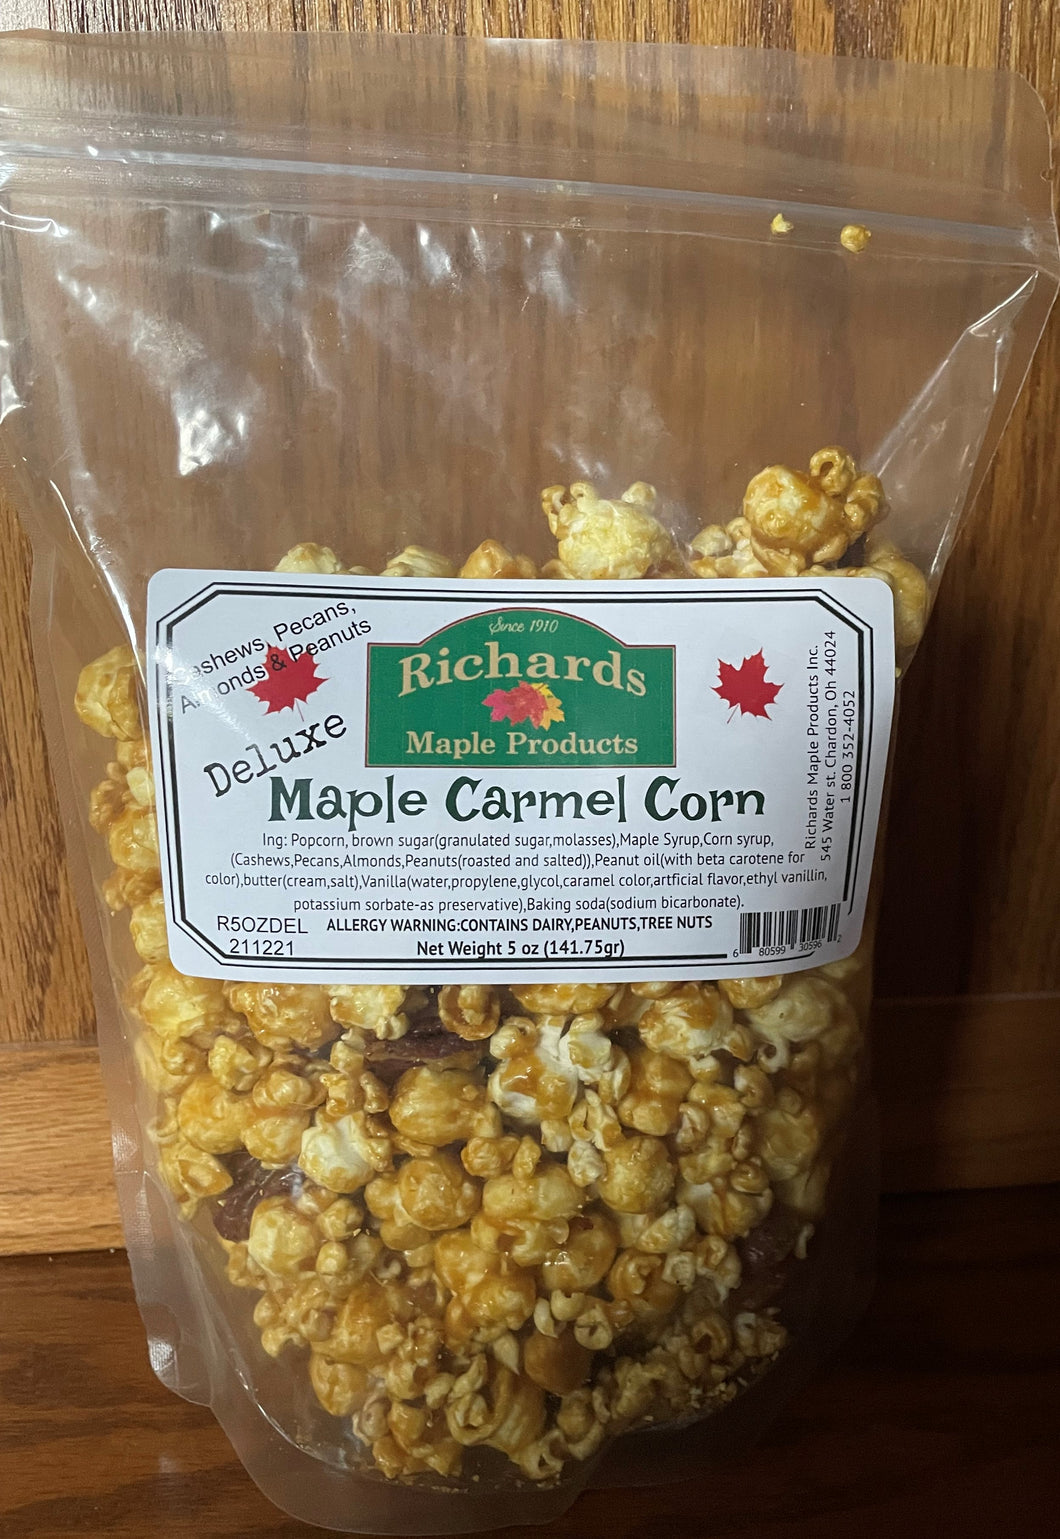 Cashews, Pecans,
Almonds & Peanuts
Deluxe
Since 1910
Richards
Maple Products
Maple Carmel Corn
Ing: Popcorn, brown sugar(granulated sugar,molasses),Maple Syrup,Corn syrup,
(Cashews,Pecans,Almonds,Peanuts(roasted and salted)),Peanut oil(with beta carotene for
color),butter(cream,salt),Vanilla(water,propylene,glycol,caramel color,artficial flavor,ethyl vanillin,
potassium sorbate-as preservative),Baking soda(sodium bicarbonate).
R5OZDEL
211221
ALLERGY WARNING:CONTAINS DAIRY,PEANUTS,TREE NUTS
Net Weight 5 oz (141.75gr)
6 80599 30596 2
Richards Maple Products Inc.
545 Water st. Chardon, Oh 44024
1 800 352-4052